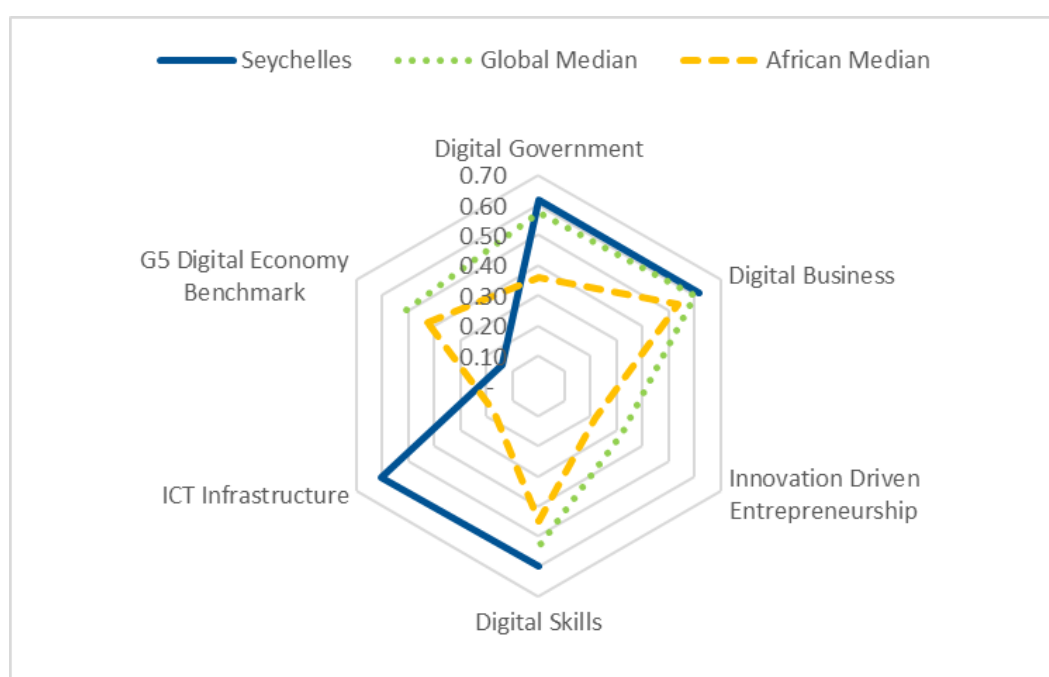 Seychelles
Global Median
African Median
Digital Government
0.70
0.60
0.50
0.40
0.30
0.20
0.10
-
G5 Digital Economy
Benchmark
Digital Business
ICT Infrastructure
Innovation Driven
Entrepreneurship
Digital Skills